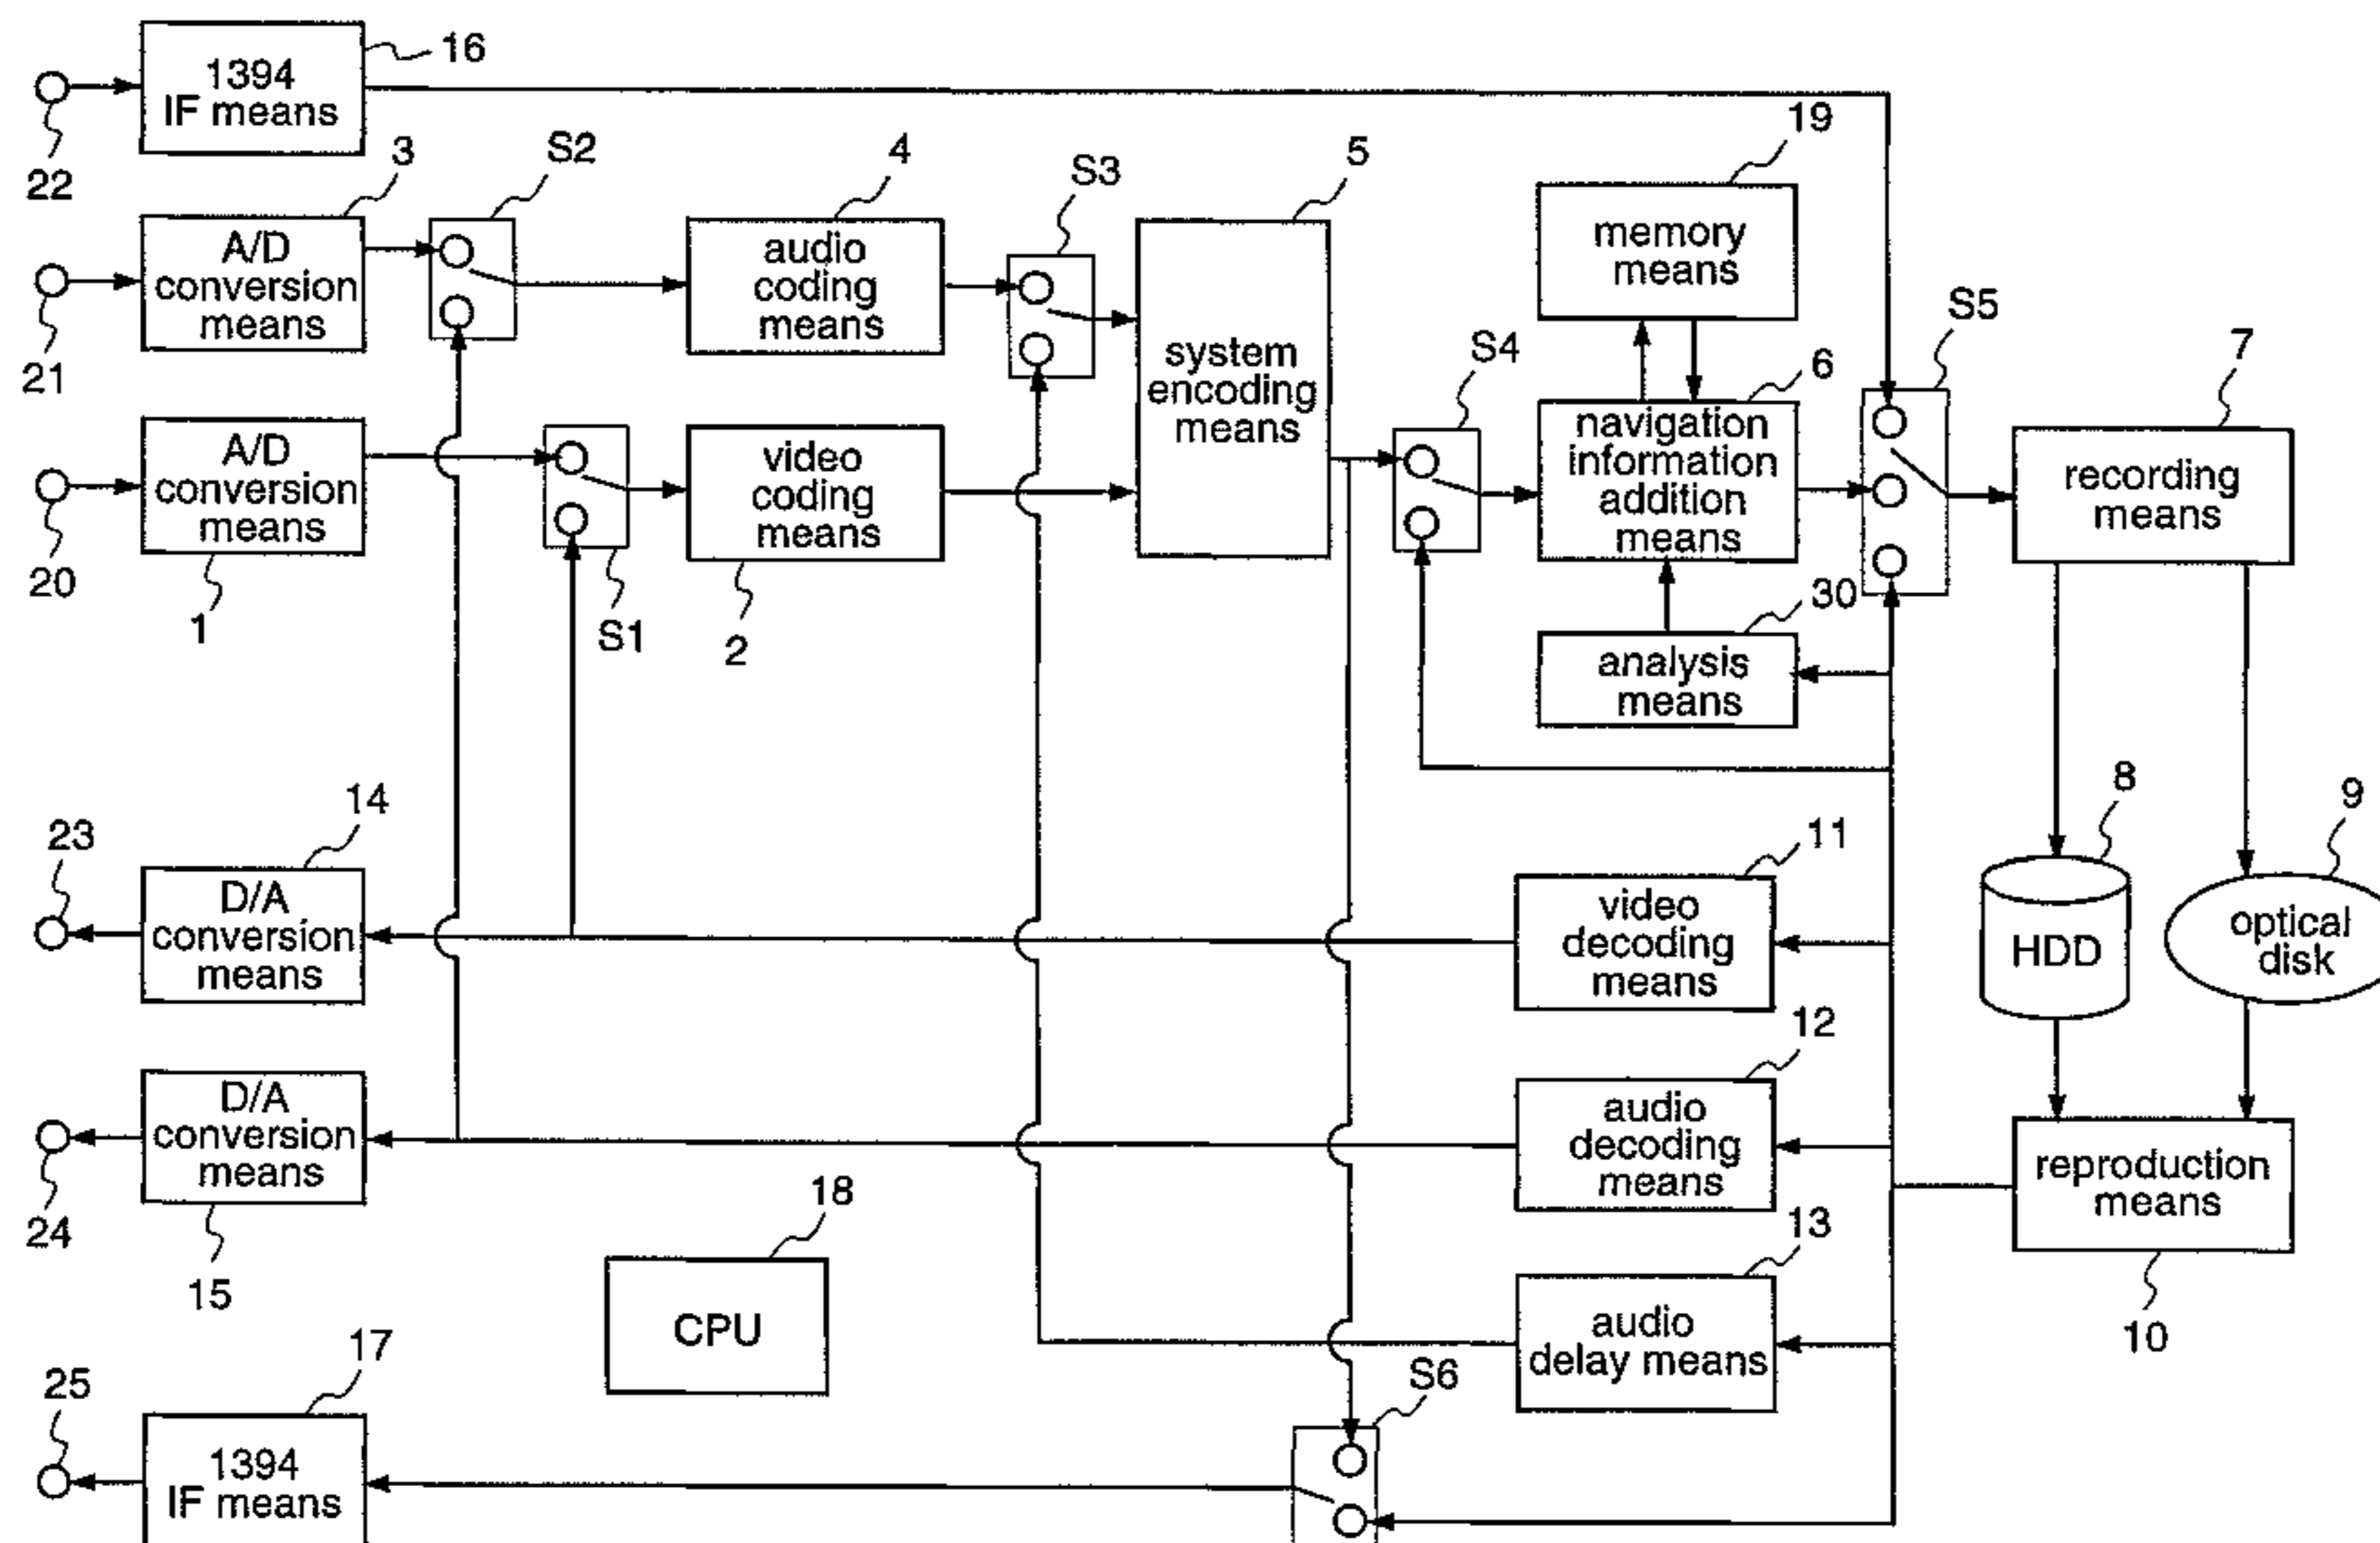 16
1394
IF means
22
3
A/D
conversion
means
21
S2
4
audio
coding
means
S3
5
system
encoding
means
19
memory
means
A/D
conversion
means
20
1
S1
video
coding
means
2
S4
6
navigation
information
addition
means
S5
7
recording
means
30
analysis
means
14
23
D/A
conversion
means
11
video
decoding
means
8
HDD
9
optical
disk
D/A
conversion
means
24
15
12
audio
decoding
means
reproduction
means
10
18
CPU
13
audio
delay means
17
25
1394
IF means
S6